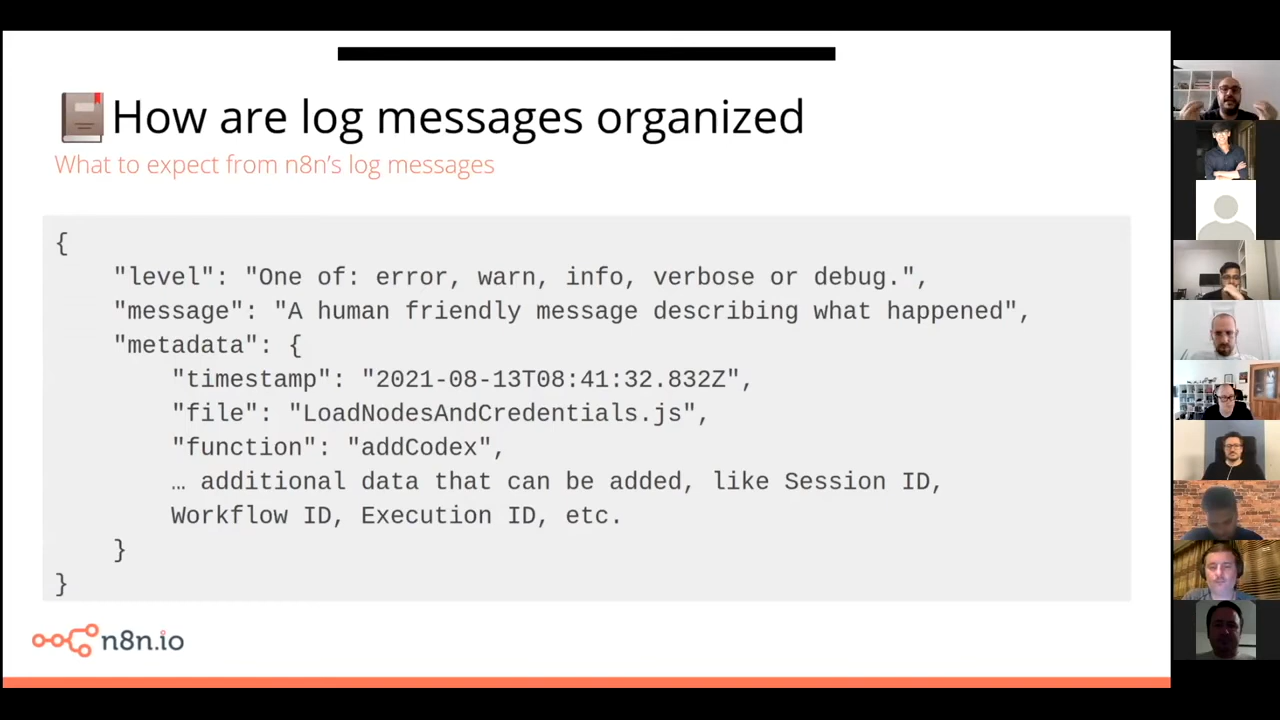 How are log messages organized
What to expect from n8n's log messages
{
"level": "One of: error, warn, info, verbose or debug.",
"message": "A human friendly message describing what happened",
"metadata": {
"timestamp": "2021-08-13T08:41:32.832Z",
"file": "LoadNodesAndCredentials.js",
"function": "addCodex",
… additional data that can be added, like Session ID,
Workflow ID, Execution ID, etc.
}
}
n8n.io